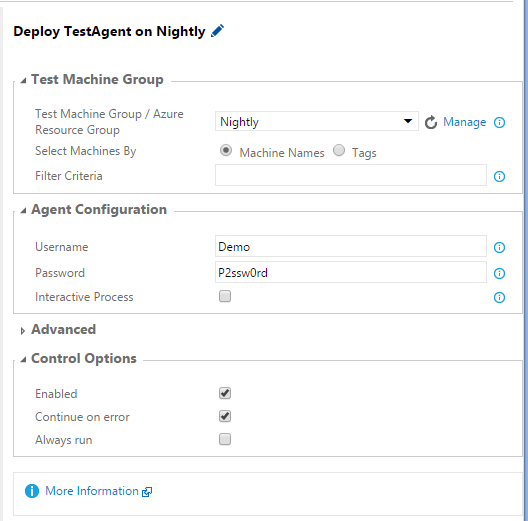 Deploy TestAgent on Nightly
Test Machine Group
Test Machine Group / Azure
Resource Group
Nightly
Manage
Select Machines By
Machine Names
Tags
Filter Criteria
Agent Configuration
Username
Demo
Password
P2ssw0rd
Interactive Process
Advanced
Control Options
Enabled
Continue on error
Always run
More Information